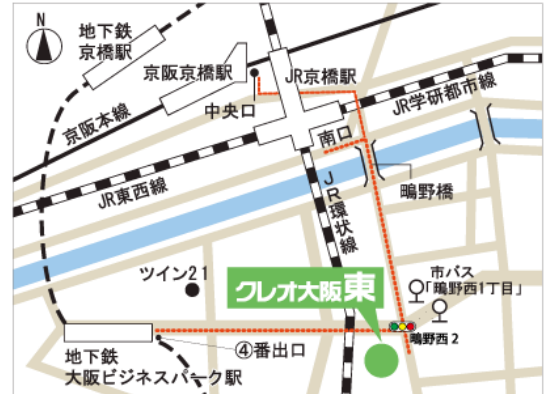 N
地下鉄
京橋駅
京阪京橋駅
JR京橋駅
中央口
京阪本線
JR学研都市線
南口
JR東西線
JR環状線
鴫野橋
ツイン21
クレオ大阪東
市バス
「鴫野西1丁目」
鴫野西2
④番出口
地下鉄
大阪ビジネスパーク駅